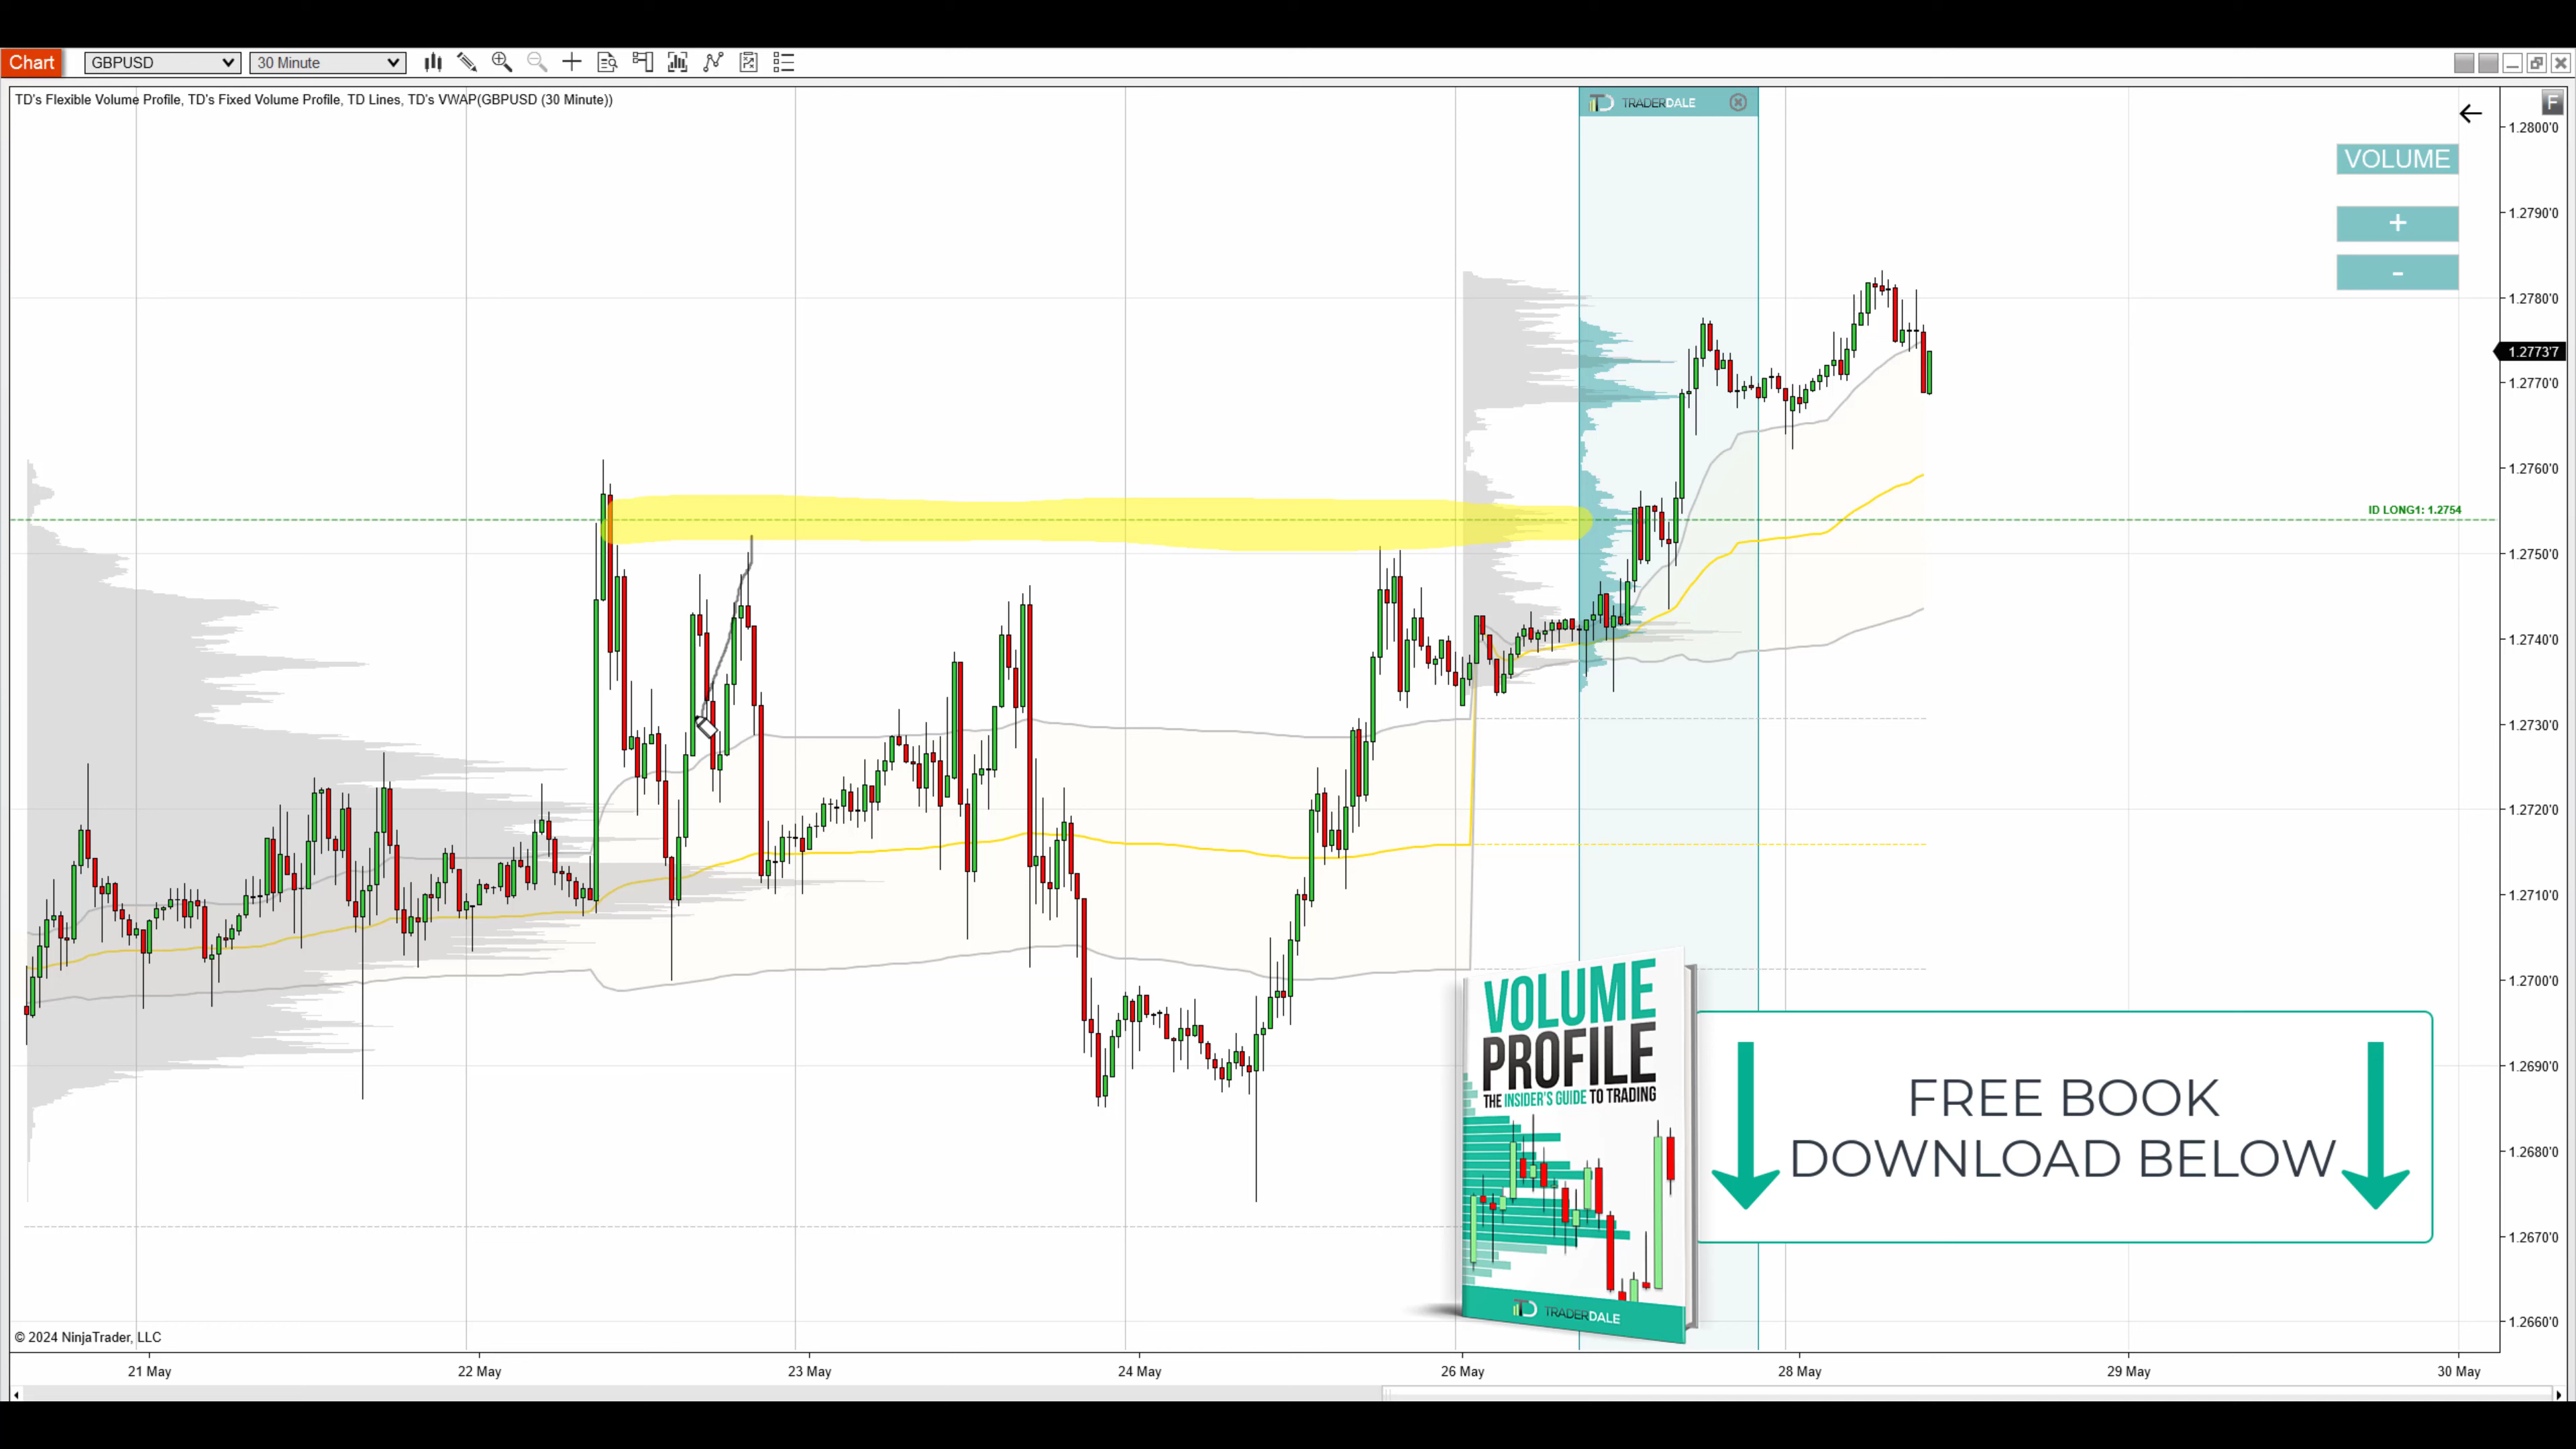 Chart GBPUSD 30 Minute
TD's Flexible Volume Profile, TD's Fixed Volume Profile, TD Lines, TD's VWAP(GBPUSD (30 Minute))
TRADERDALE
F
1.2800'0
VOLUME
1.2790'0
+
-
1.2780'0
1.2773'7
1.2770'0
1.2760'0
ID LONG1: 1.2754
1.2750'0
1.2740'0
1.2730'0
1.2720'0
1.2710'0
1.2700'0
1.2690'0
1.2680'0
1.2670'0
1.2660'0
VOLUME
PROFILE
THE INSIDER'S GUIDE TO TRADING
TRADERDALE
FREE BOOK
DOWNLOAD BELOW
© 2024 NinjaTrader, LLC
21 May 22 May 23 May 24 May 26 May 28 May 29 May 30 May